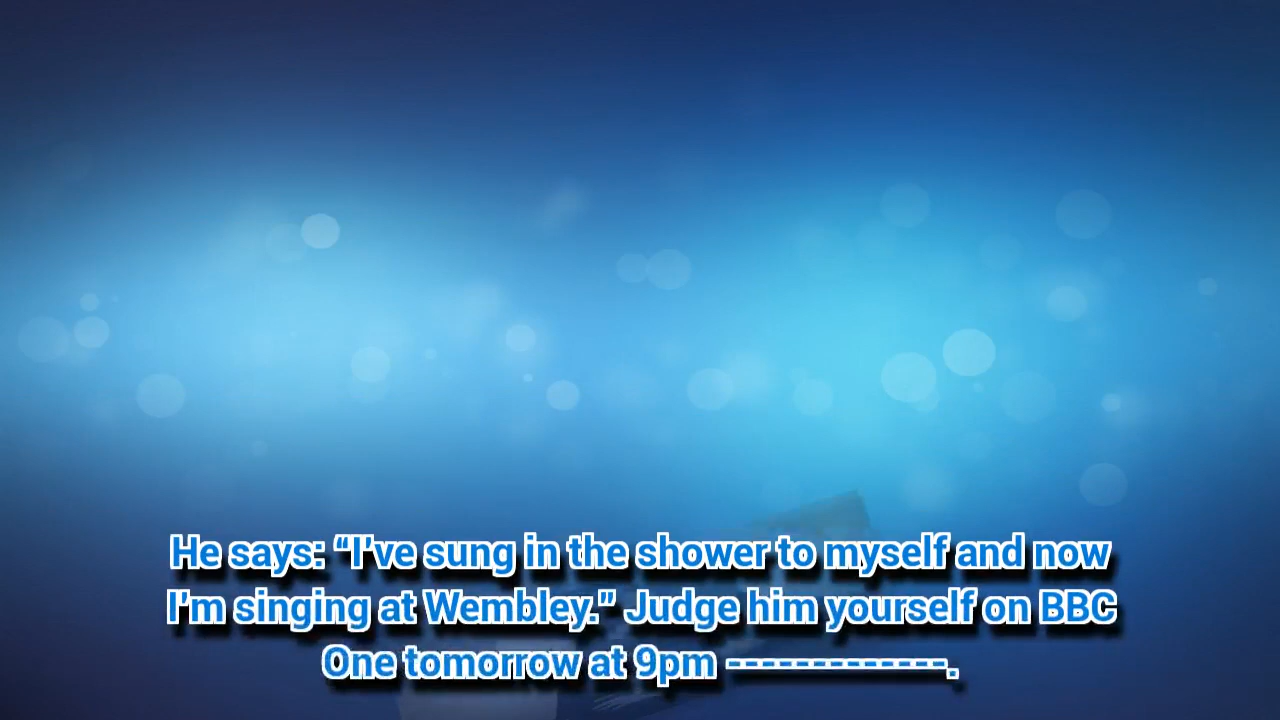 He says: “I’ve sung in the shower to myself and now
I'm singing at Wembley.” Judge him yourself on BBC
One tomorrow at 9pm -------------.